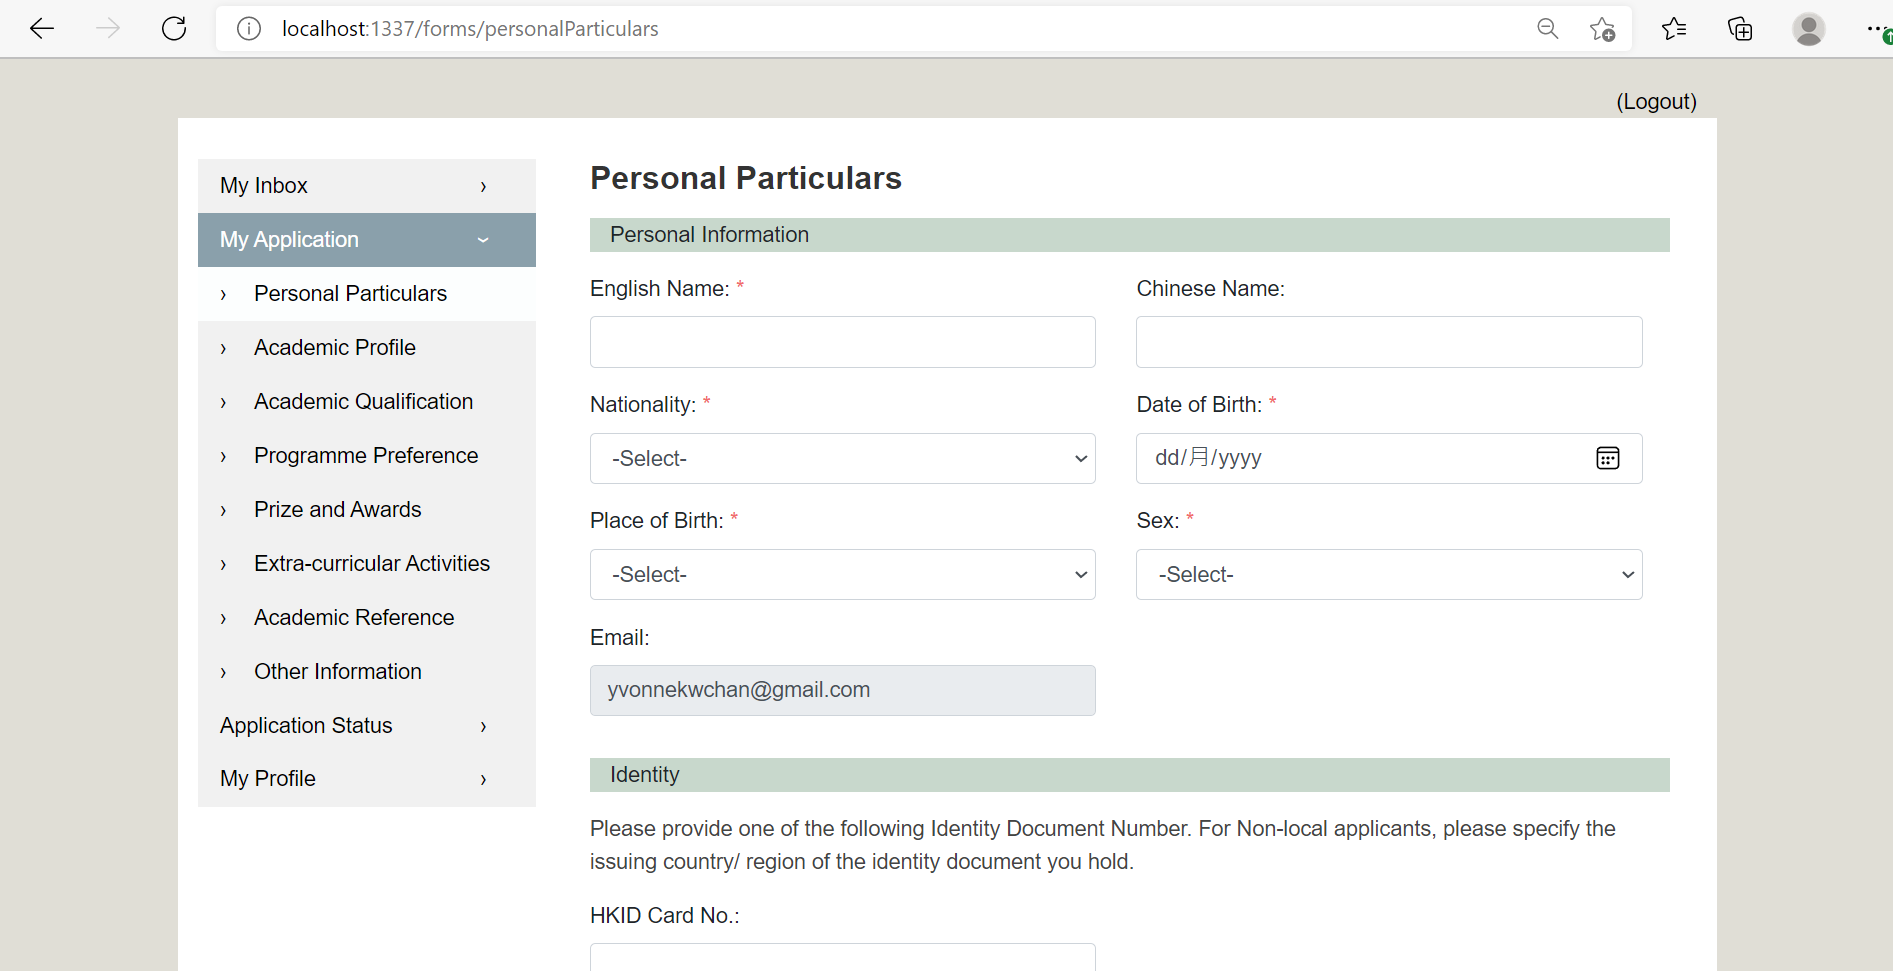 localhost:1337/forms/personalParticulars
(Logout)
My Inbox
My Application
Personal Particulars
Academic Profile
Academic Qualification
Programme Preference
Prize and Awards
Extra-curricular Activities
Academic Reference
Other Information
Application Status
My Profile
Personal Particulars
Personal Information
English Name: *
Chinese Name:
Nationality: *
-Select-
Date of Birth: *
dd/月/yyyy
Place of Birth: *
-Select-
Sex: *
-Select-
Email:
yvonnekwchan@gmail.com
Identity
Please provide one of the following Identity Document Number. For Non-local applicants, please specify the
issuing country/ region of the identity document you hold.
HKID Card No.: